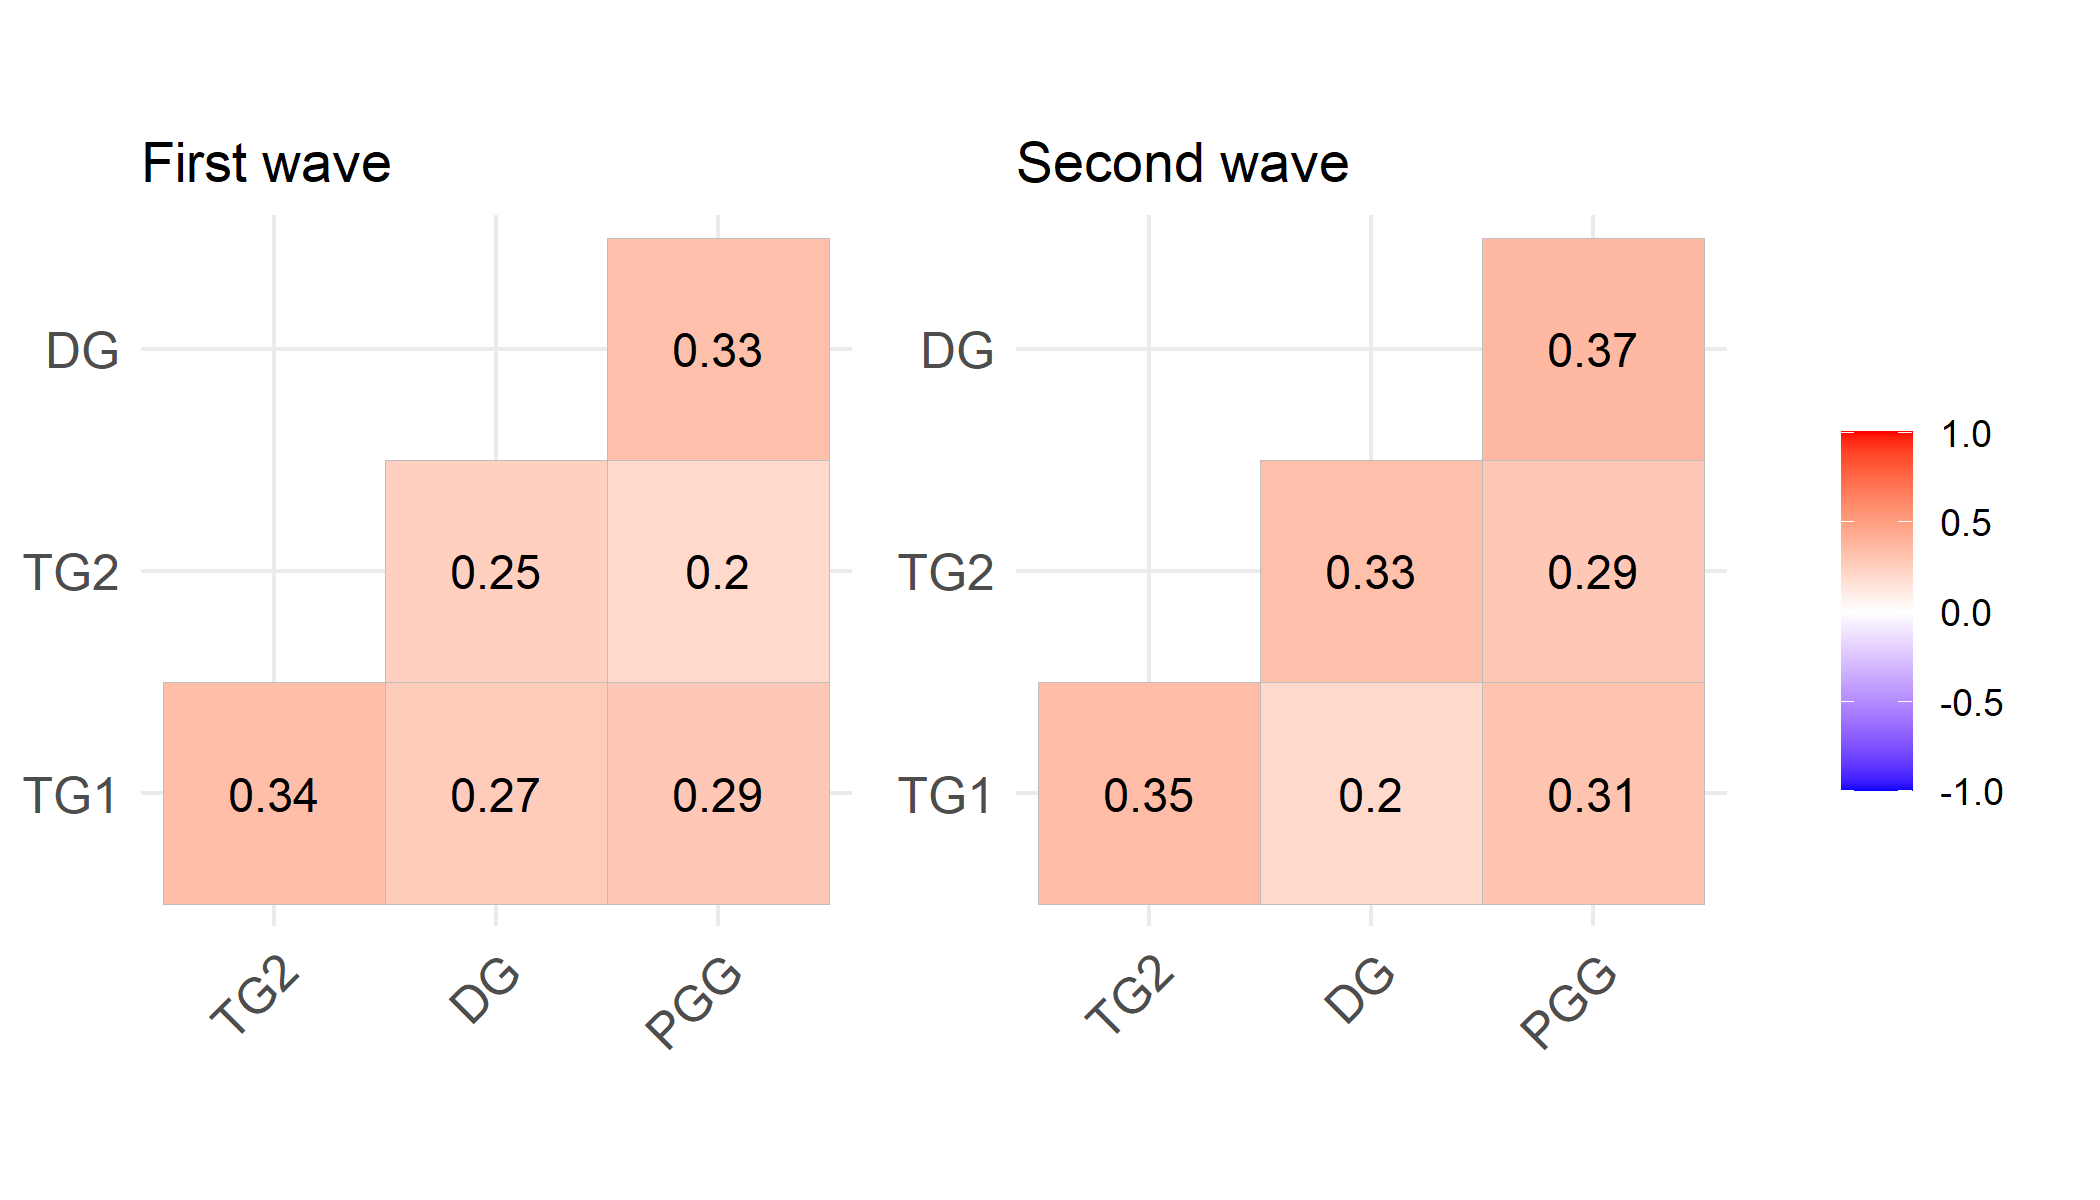 First wave
DG
0.33
TG2
0.25 0.2
TG1
0.34 0.27 0.29
TG2 DG PGG
Second wave
DG
0.37
TG2
0.33 0.29
TG1
0.35 0.2 0.31
TG2 DG PGG
1.0
0.5
0.0
-0.5
-1.0